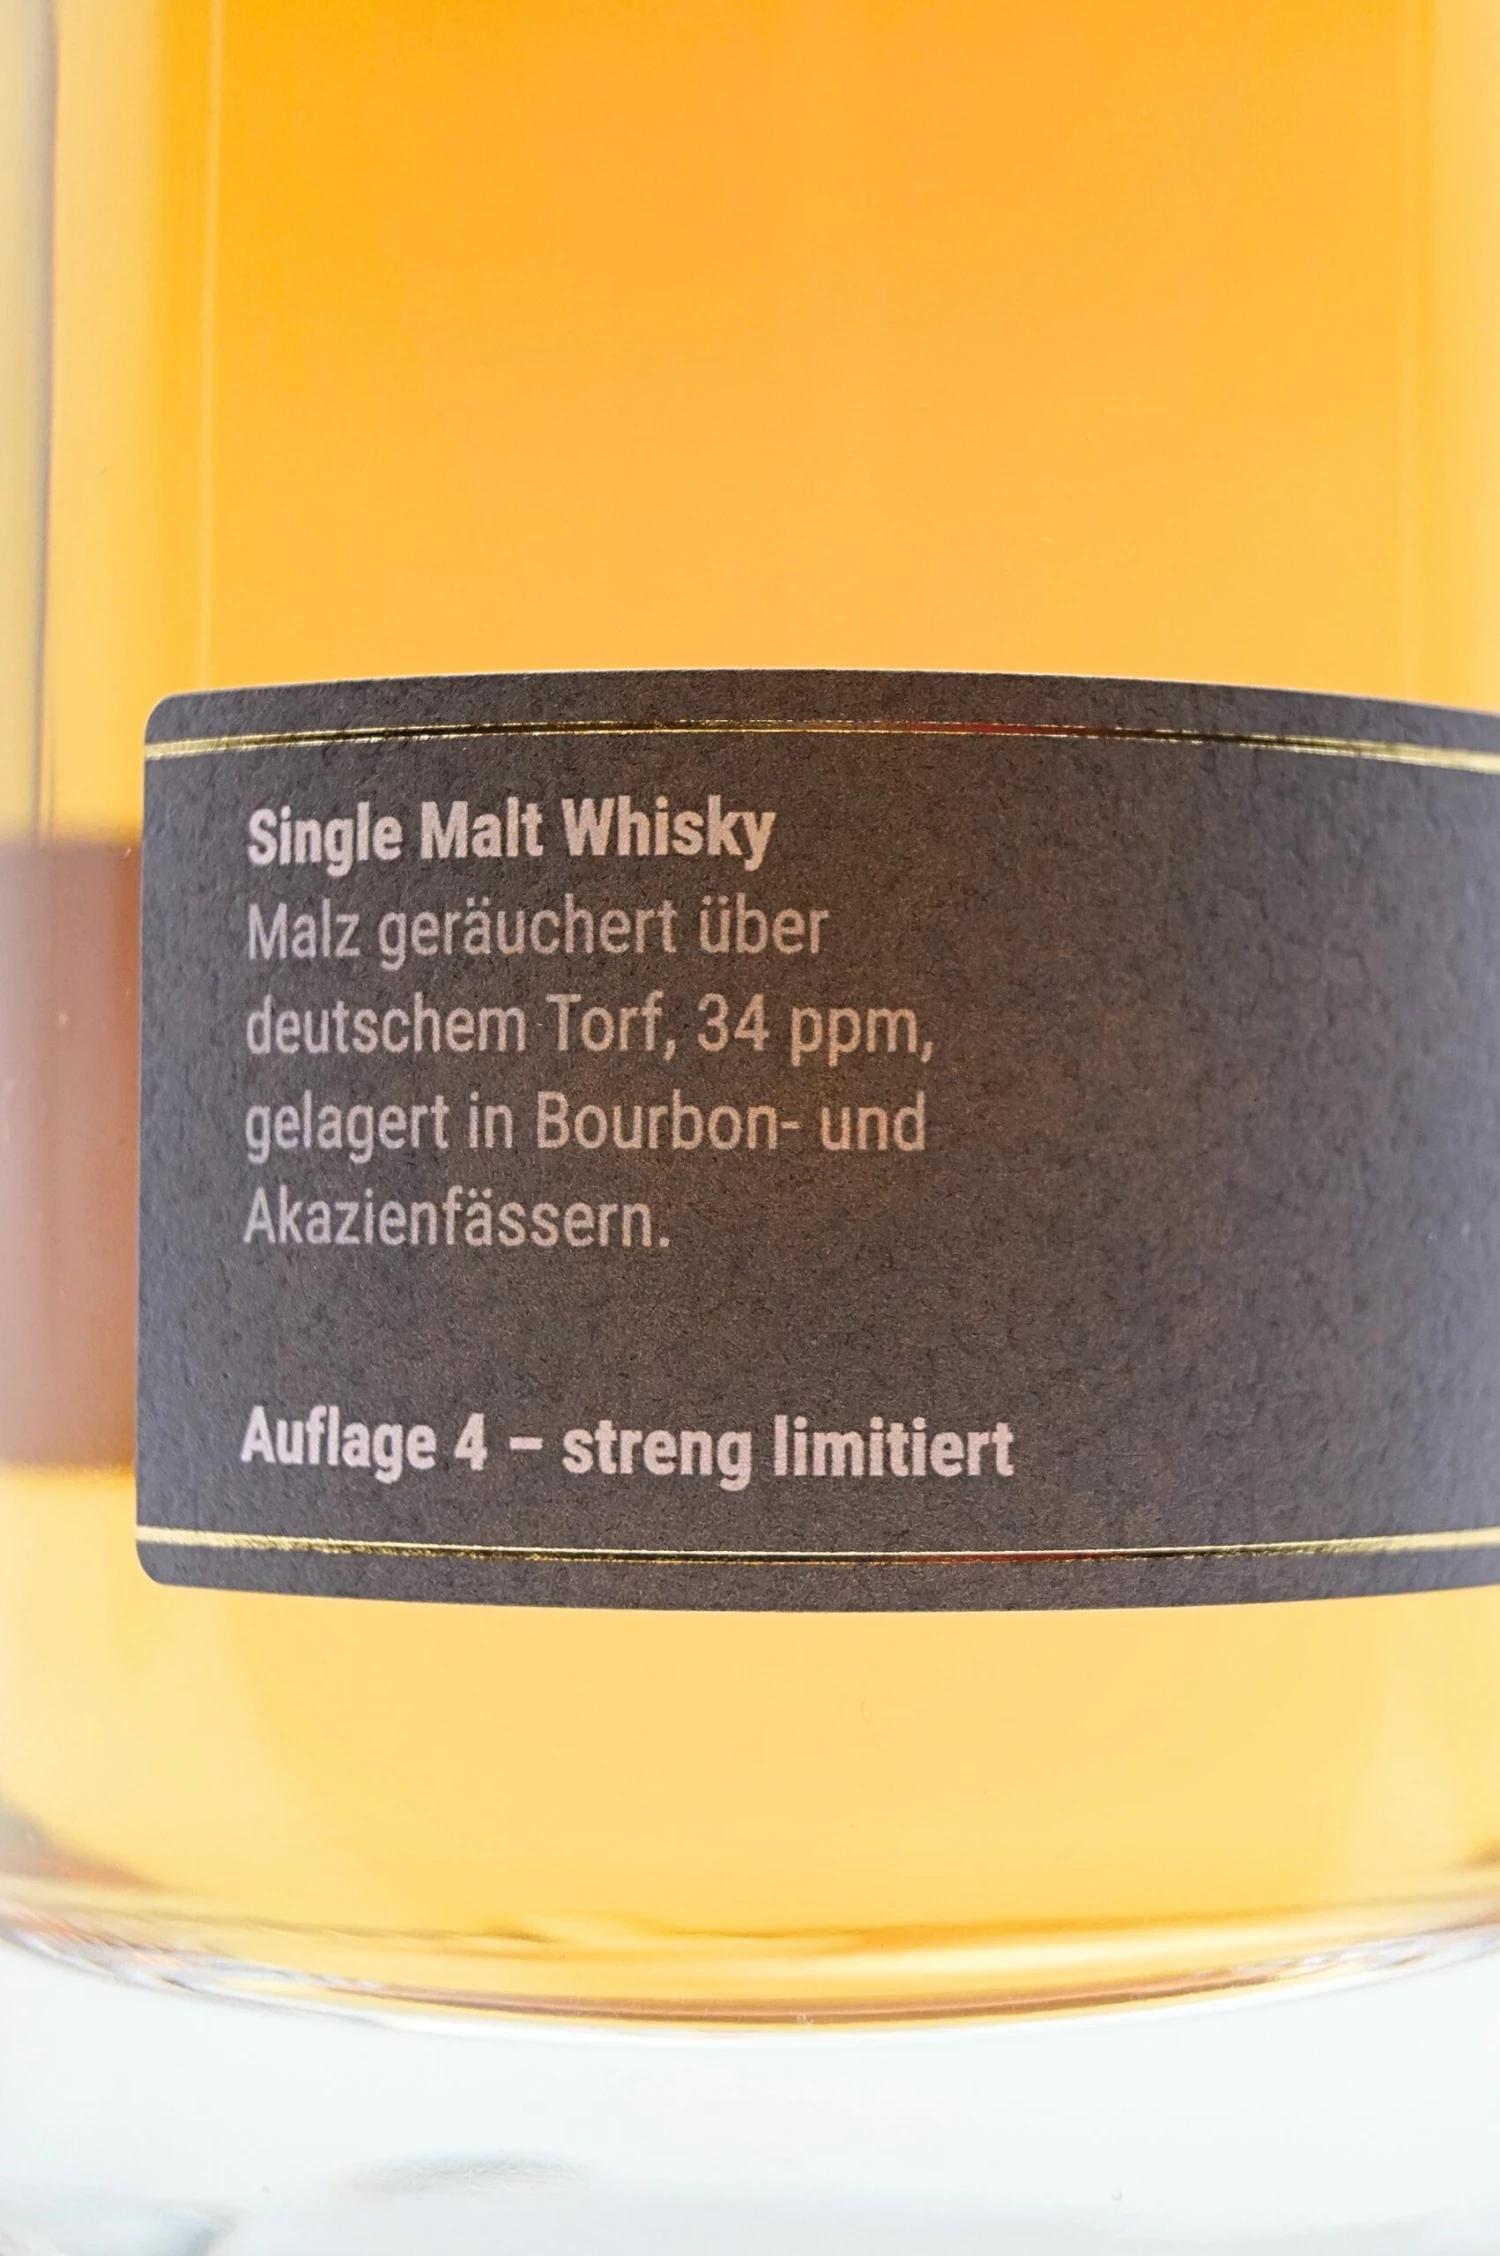 Single Malt Whisky
Malz geräuchert über
deutschem Torf, 34 ppm,
gelagert in Bourbon- und
Akazienfässern.
Auflage 4 – streng limitiert